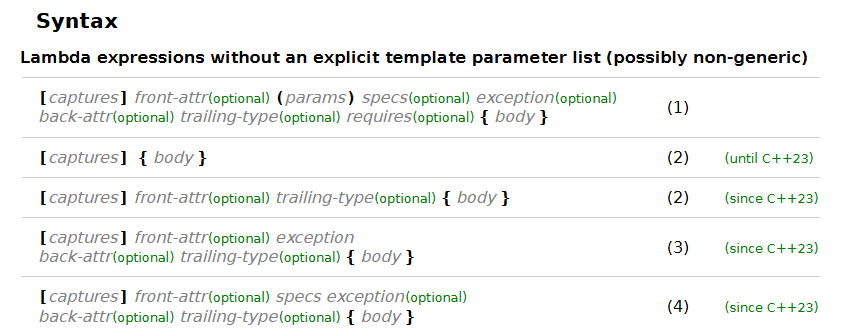 Syntax
Lambda expressions without an explicit template parameter list (possibly non-generic)
[captures] front-attr(optional) (params) specs(optional) exception(optional)
back-attr(optional) trailing-type(optional) requires(optional) { body }
(1)
[captures] { body }
(2)
(until C++23)
[captures] front-attr(optional) trailing-type(optional) { body }
(2)
(since C++23)
[captures] front-attr(optional) exception
back-attr(optional) trailing-type(optional) { body }
(3)
(since C++23)
[captures] front-attr(optional) specs exception(optional)
back-attr(optional) trailing-type(optional) { body }
(4)
(since C++23)